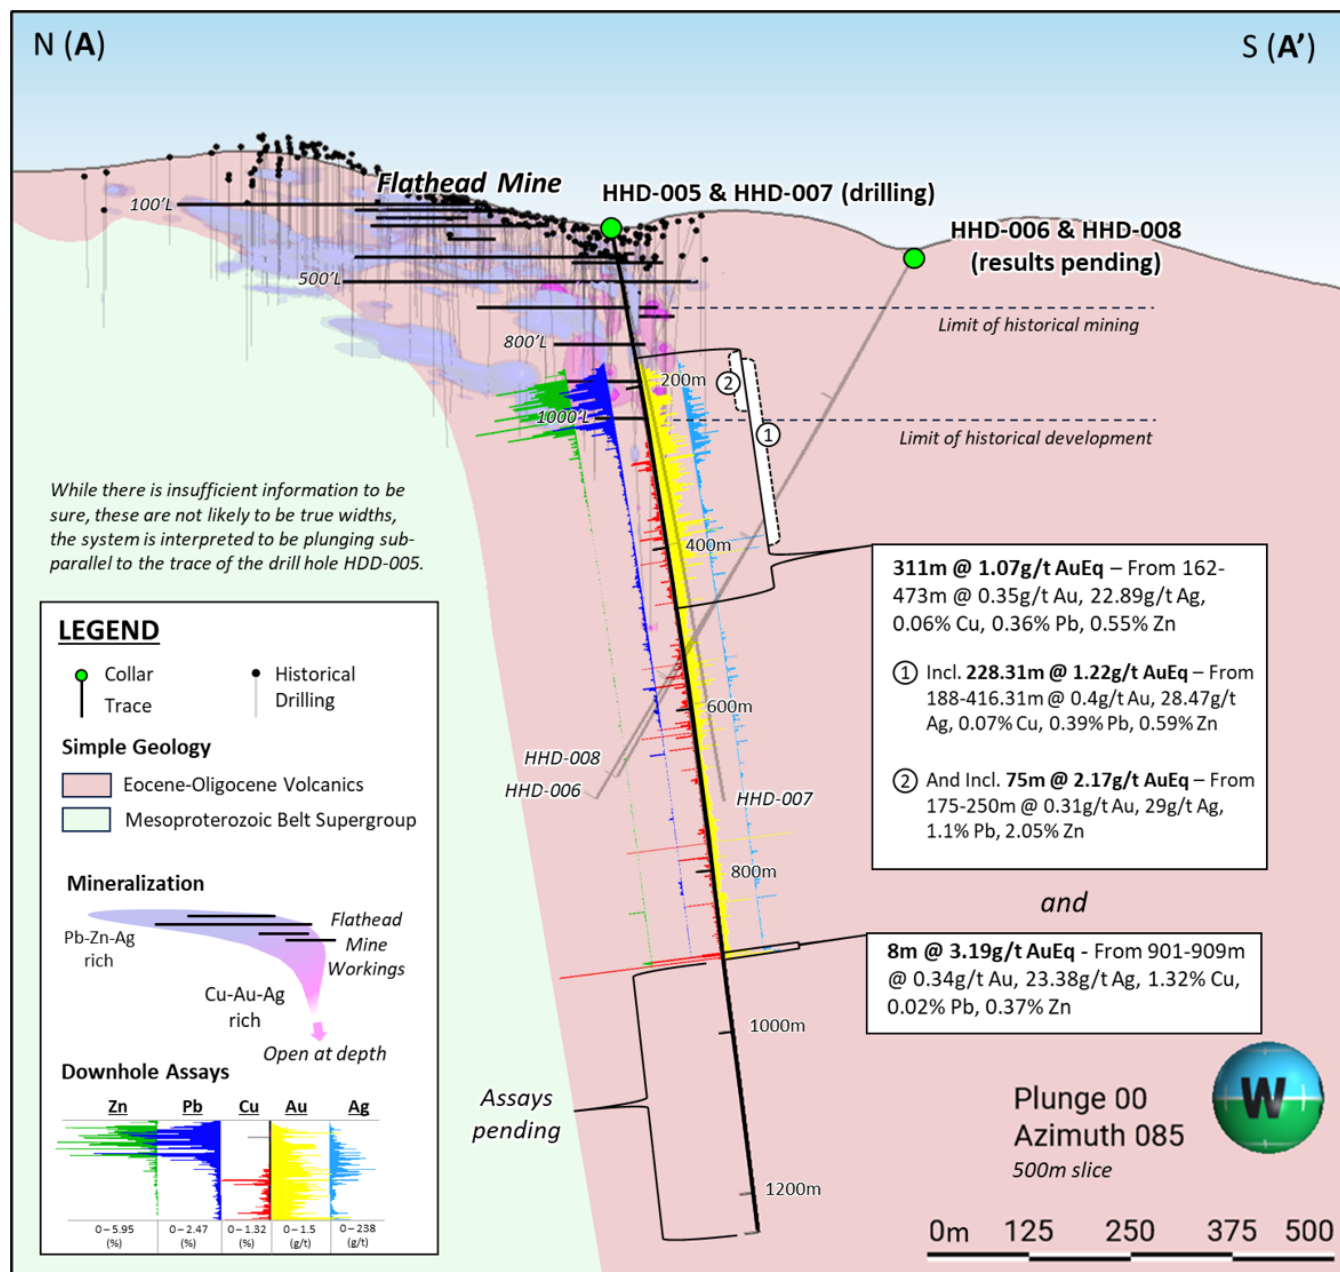 N (A)
S (A’)
Flathead Mine
HHD-005 & HHD-007 (drilling)
HHD-006 & HHD-008
(results pending)
100'L
500'L
800'L
1000'L
Limit of historical mining
Limit of historical development
200m
400m
600m
800m
1000m
1200m
②
①
While there is insufficient information to be
sure, these are not likely to be true widths,
the system is interpreted to be plunging sub-
parallel to the trace of the drill hole HDD-005.
311m @ 1.07g/t AuEq – From 162-
473m @ 0.35g/t Au, 22.89g/t Ag,
0.06% Cu, 0.36% Pb, 0.55% Zn
① Incl. 228.31m @ 1.22g/t AuEq – From
188-416.31m @ 0.4g/t Au, 28.47g/t
Ag, 0.07% Cu, 0.39% Pb, 0.59% Zn
② And Incl. 75m @ 2.17g/t AuEq – From
175-250m @ 0.31g/t Au, 29g/t Ag,
1.1% Pb, 2.05% Zn
and
8m @ 3.19g/t AuEq - From 901-909m
@ 0.34g/t Au, 23.38g/t Ag, 1.32% Cu,
0.02% Pb, 0.37% Zn
HHD-008
HHD-006
HHD-007
Assays
pending
LEGEND
Collar
Trace
Historical
Drilling
Simple Geology
Eocene-Oligocene Volcanics
Mesoproterozoic Belt Supergroup
Mineralization
Pb-Zn-Ag
rich
Flathead
Mine
Workings
Cu-Au-Ag
rich
Open at depth
Downhole Assays
Zn Pb Cu Au Ag
0 – 5.95 0 – 2.47 0 – 1.32 0 – 1.5 0 – 238
(%) (%) (%) (g/t) (g/t)
W
Plunge 00
Azimuth 085
500m slice
0m 125 250 375 500